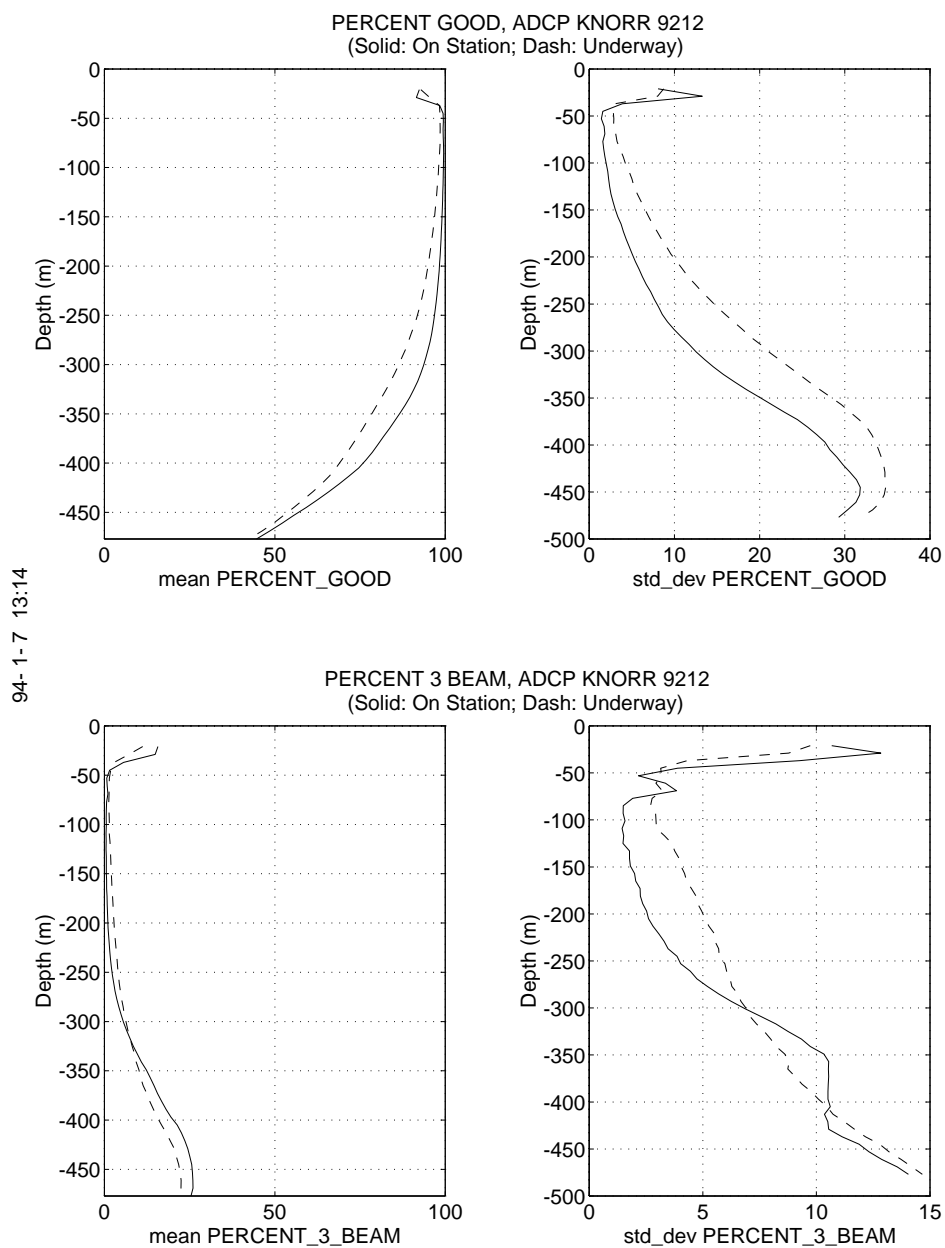 PERCENT GOOD, ADCP KNORR 9212
(Solid: On Station; Dash: Underway)
0
-50
-100
-150
-200
-250
-300
-350
-400
-450
Depth (m)
0 50 100
mean PERCENT_GOOD
0
-50
-100
-150
-200
-250
-300
-350
-400
-450
-500
Depth (m)
0 10 20 30 40
std_dev PERCENT_GOOD
94- 1- 7 13:14
PERCENT 3 BEAM, ADCP KNORR 9212
(Solid: On Station; Dash: Underway)
0
-50
-100
-150
-200
-250
-300
-350
-400
-450
Depth (m)
0 50 100
mean PERCENT_3_BEAM
0
-50
-100
-150
-200
-250
-300
-350
-400
-450
-500
Depth (m)
0 5 10 15
std_dev PERCENT_3_BEAM